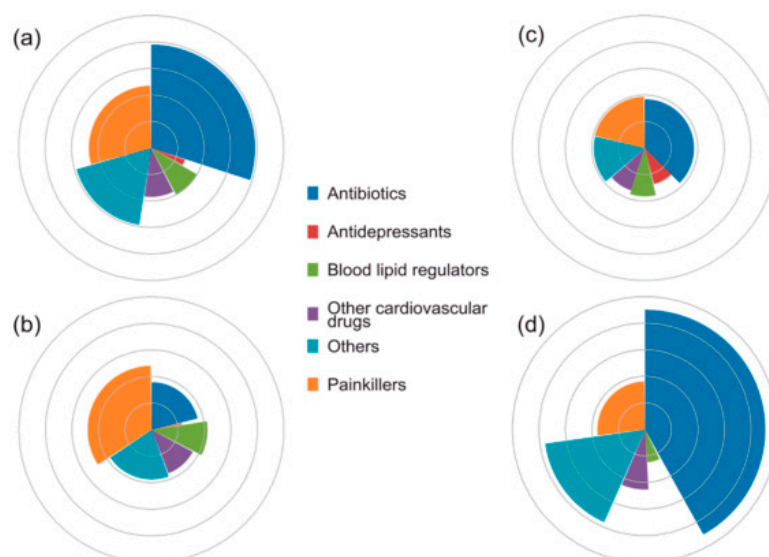 (a)
(c)
Antibiotics
Antidepressants
Blood lipid regulators
Other cardiovascular
drugs
Others
Painkillers
(b)
(d)